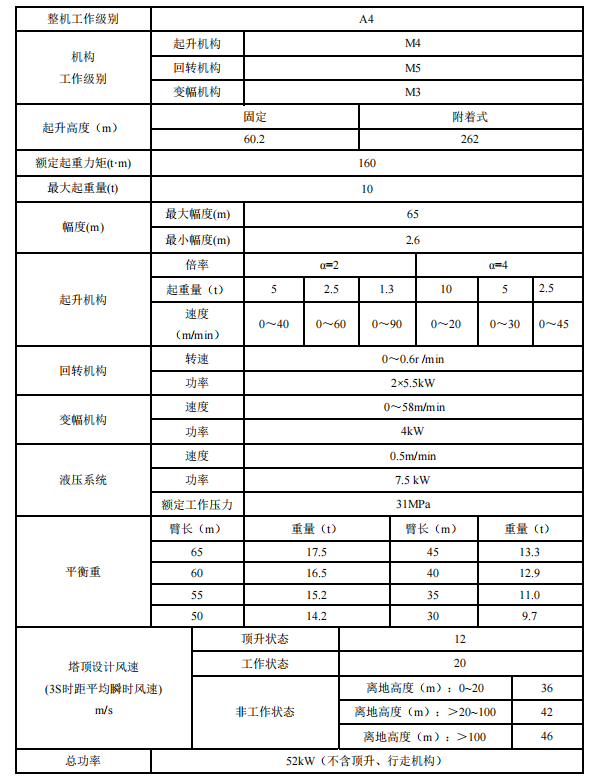 整机工作级别 A4
机构
工作级别
起升机构 M4
回转机构 M5
变幅机构 M3
起升高度（m） 固定 附着式
60.2 262
额定起重力矩(t·m) 160
最大起重量(t) 10
幅度(m) 最大幅度(m) 65
最小幅度(m) 2.6
起升机构 倍率 α=2 α=4
起重量（t） 5 2.5 1.3 10 5 2.5
速度
（m/min） 0～40 0～60 0～90 0～20 0～30 0～45
回转机构 转速 0～0.6r /min
功率 2×5.5kW
变幅机构 速度 0～58m/min
功率 4kW
液压系统 速度 0.5m/min
功率 7.5 kW
额定工作压力 31MPa
平衡重 臂长（m） 重量（t） 臂长（m） 重量（t）
65 17.5 45 13.3
60 16.5 40 12.9
55 15.2 35 11.0
50 14.2 30 9.7
塔顶设计风速
(3S时距平均瞬时风速)
m/s
顶升状态 12
工作状态 20
非工作状态 离地高度（m）：0~20 36
离地高度（m）：＞20~100 42
离地高度（m）：＞100 46
总功率 52kW（不含顶升、行走机构）